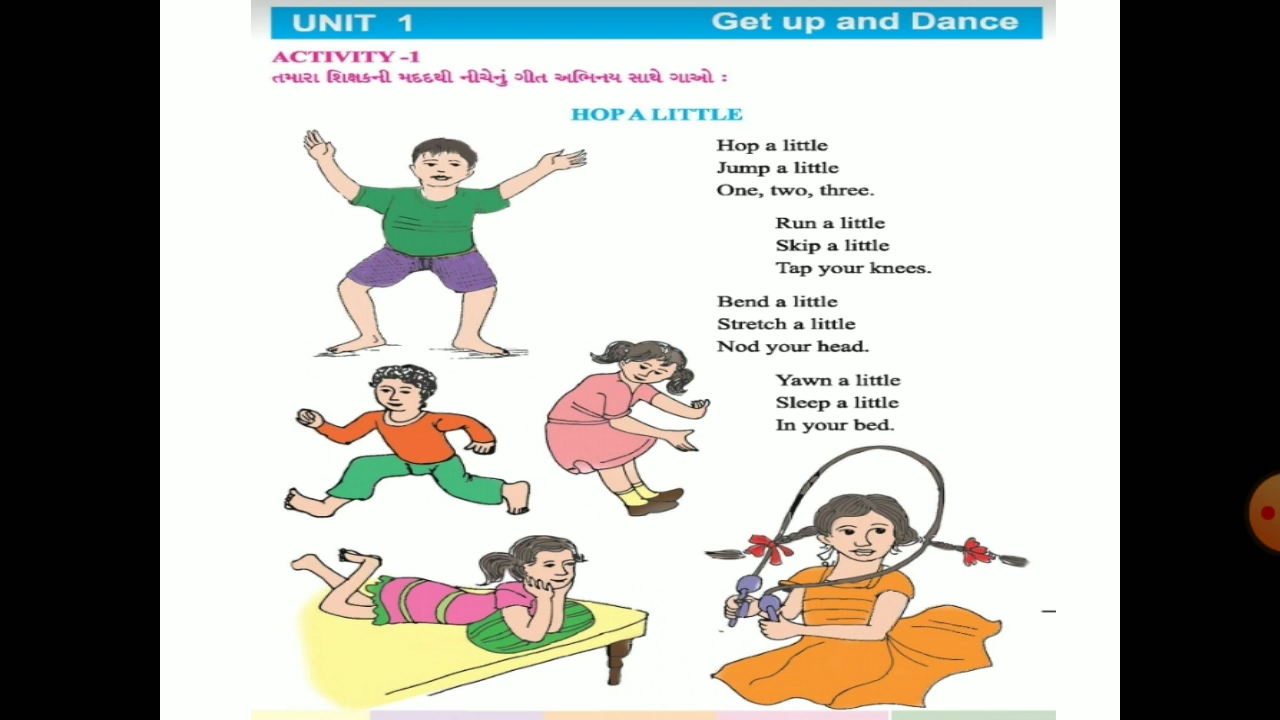 UNIT 1
Get up and Dance
ACTIVITY -1
તમારા શિક્ષકની મદદથી નીચેનું ગીત અભિનય સાથે ગાઓ :
HOP A LITTLE
Hop a little
Jump a little
One, two, three.
Run a little
Skip a little
Tap your knees.
Bend a little
Stretch a little
Nod your head.
Yawn a little
Sleep a little
In your bed.